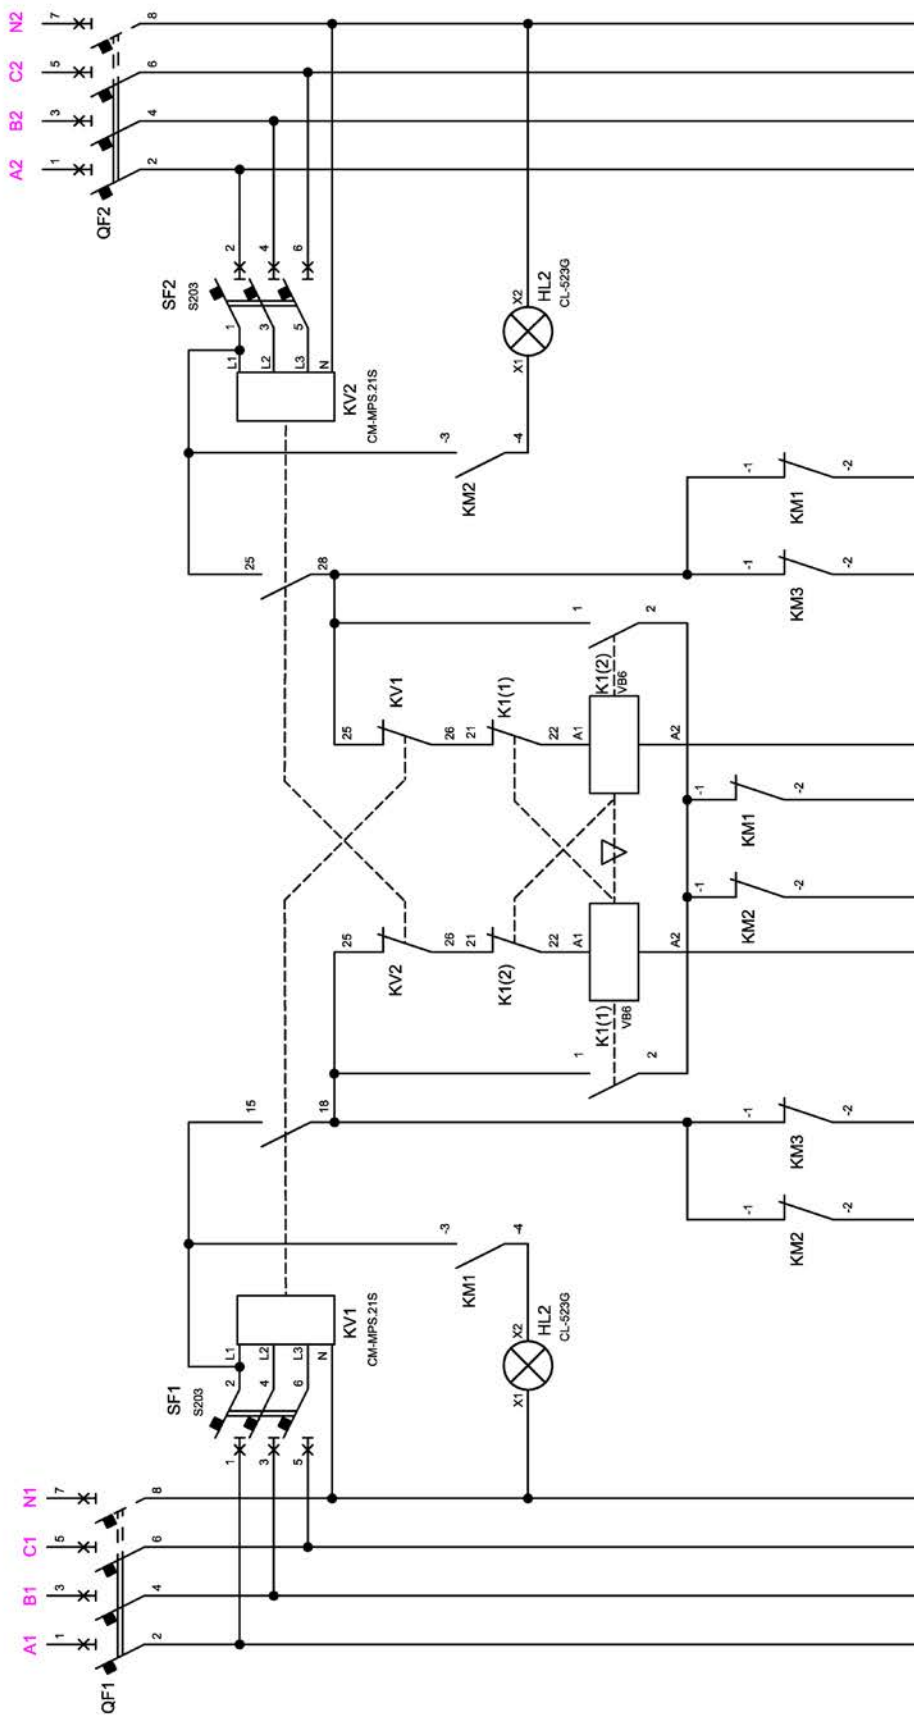 A1 B1 C1 N1 A2 B2 C2 N2
1 3 5 7 1 3 5 7
QF1 QF2
2 4 6 8 2 4 6 8
SF1 SF2
S203 S203
1 2 L1 15 25 L1 1 2
3 4 L2 L2 3 4
5 6 L3 L3 5 6
N 18 28 N
KV1 25 25 KV2
CM-MPS.21S CM-MPS.21S
KV2 KV1
-3 26 26 -3
KM1 21 21 KM2
K1(2) K1(1)
X1 X2 -4 -4 X1 X2
HL2 22 22 HL2
CL-523G CL-523G
1 A1 A1 1
K1(1) K1(2)
VB6 VB6
2 2
A2 A2
-1 -1
KM2 KM1
-1 -1 -1 -1
KM2 KM3 -2 -2 KM3 KM1
-2 -2 -2 -2